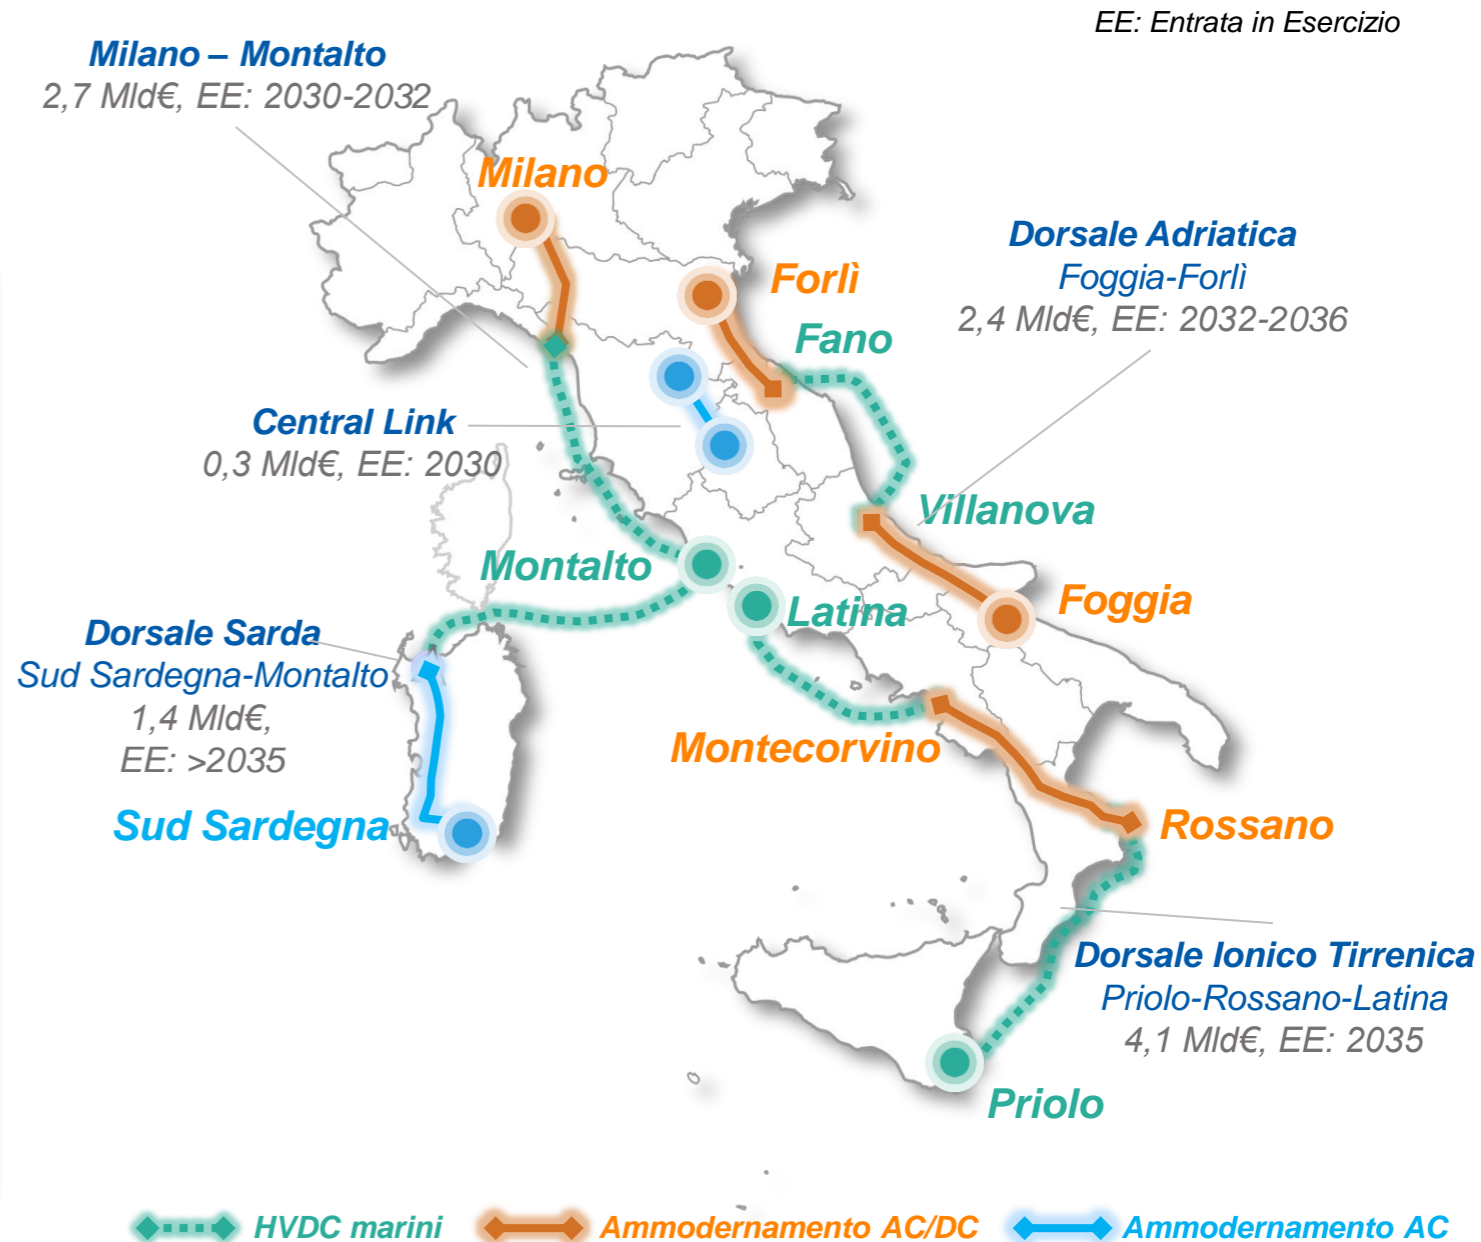 EE: Entrata in Esercizio
Milano – Montalto
2,7 Mld€, EE: 2030-2032
Milano
Dorsale Adriatica
Foggia-Forlì
2,4 Mld€, EE: 2032-2036
Forlì
Fano
Central Link
0,3 Mld€, EE: 2030
Villanova
Montalto
Latina
Foggia
Dorsale Sarda
Sud Sardegna-Montalto
1,4 Mld€,
EE: >2035
Montecorvino
Sud Sardegna
Rossano
Dorsale Ionico Tirrenica
Priolo-Rossano-Latina
4,1 Mld€, EE: 2035
Priolo
HVDC marini
Ammodernamento AC/DC
Ammodernamento AC